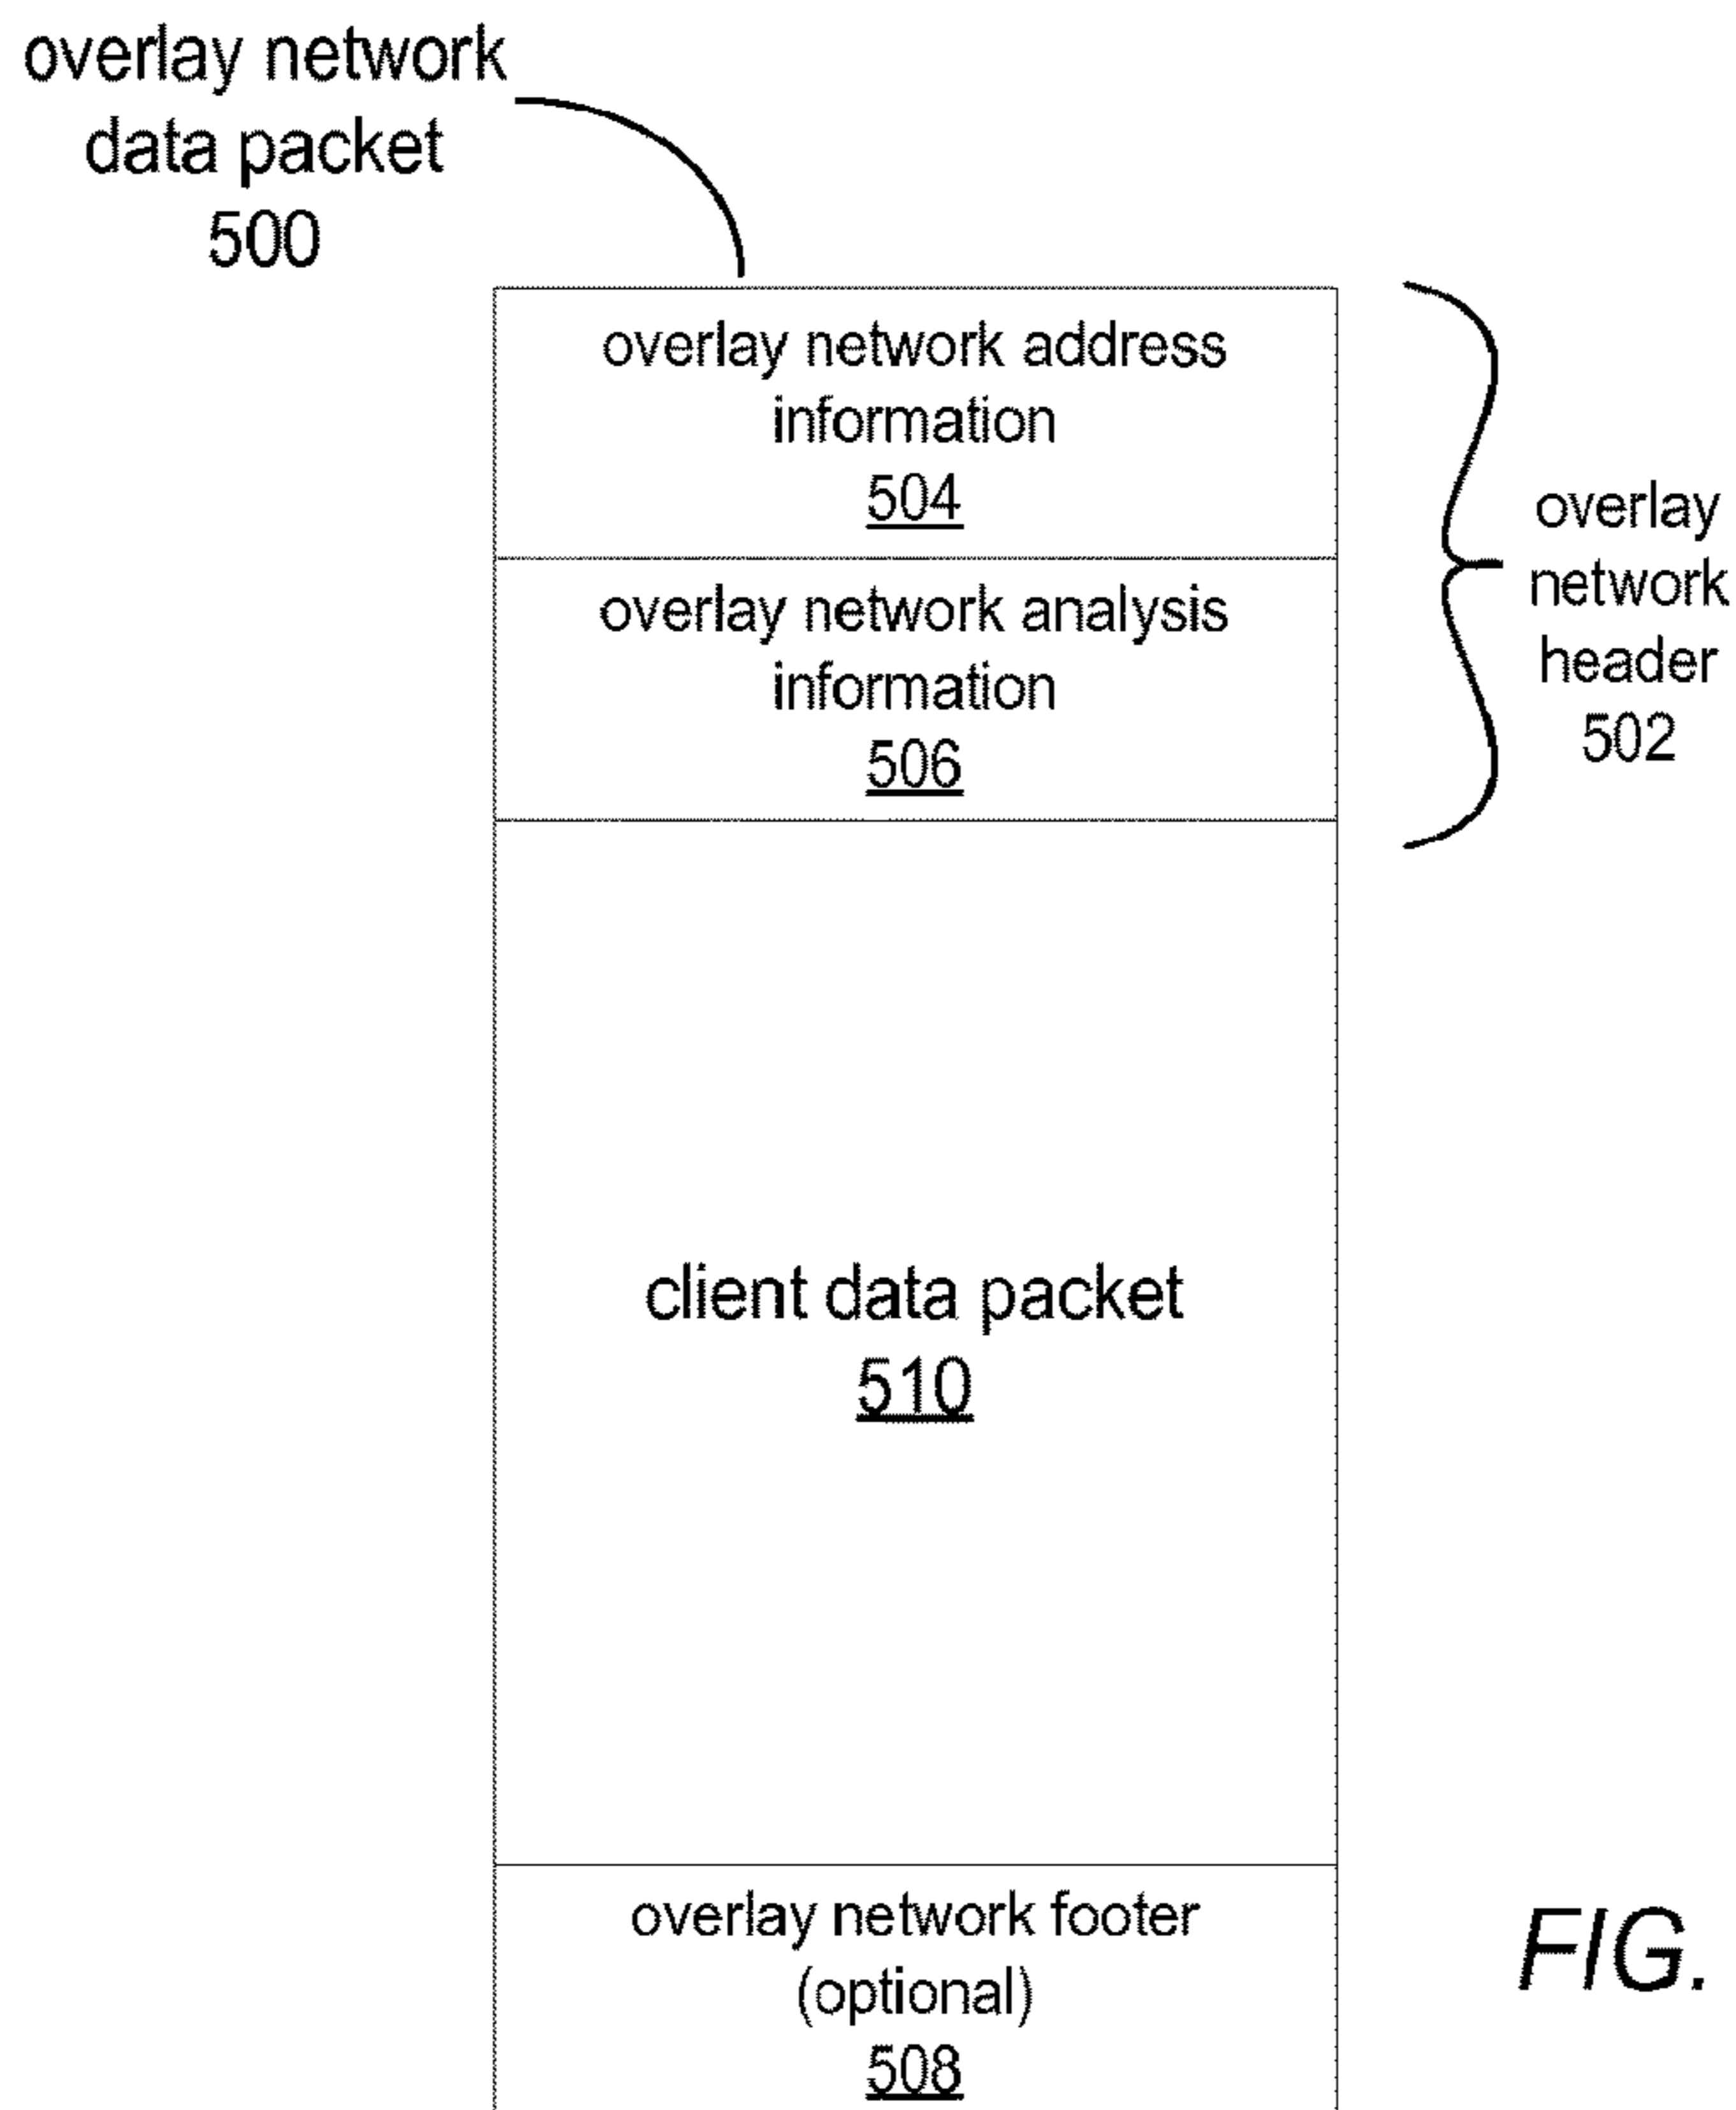 overlay network
data packet
500
overlay network address
information
504
overlay network analysis
information
506
overlay
network
header
502
client data packet
510
overlay network footer
(optional)
508
FIG.